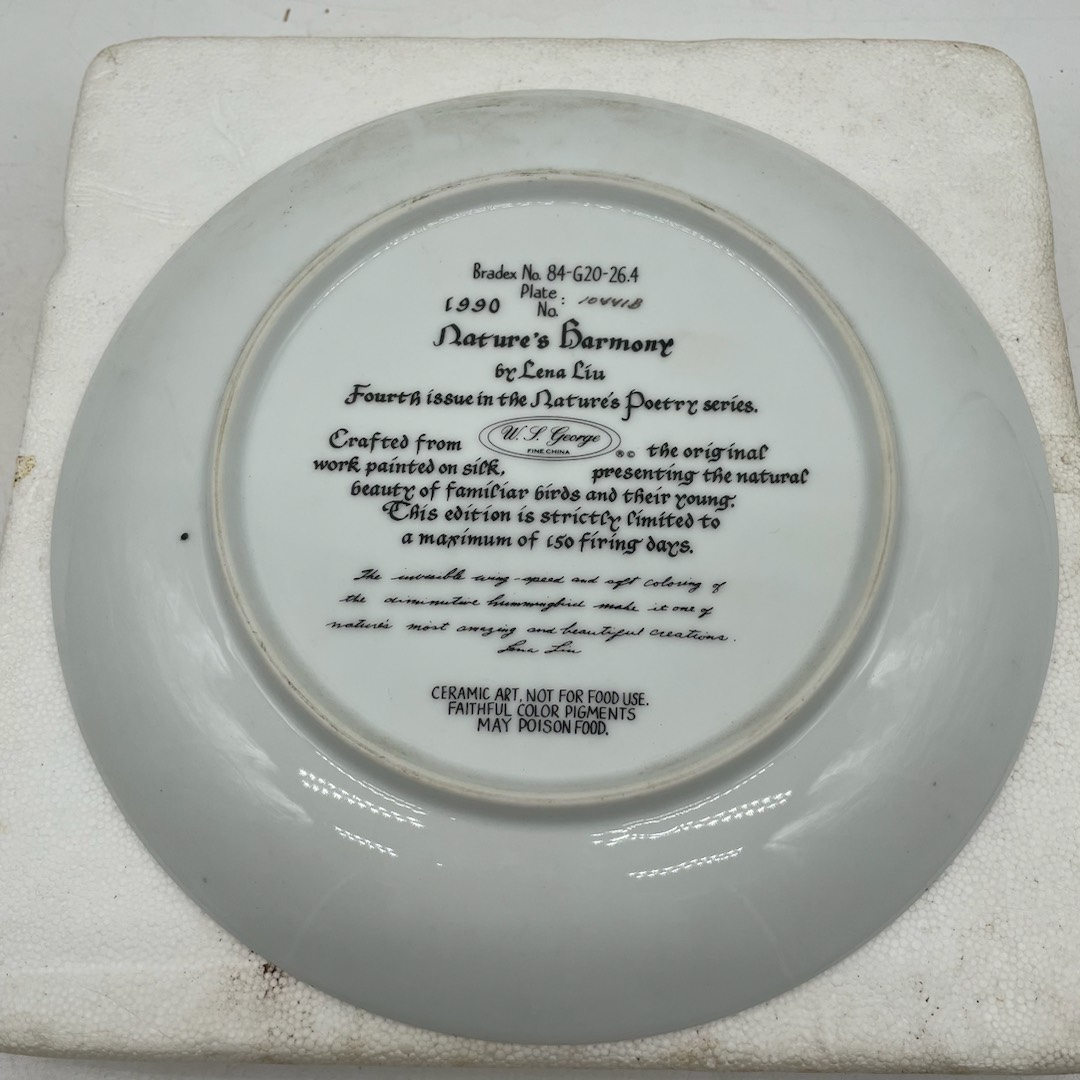 Bradex No. 84-G20-26.4
1990 Plate No. : 10441B
Nature's Harmony
by Lena Liu
Fourth issue in the Nature's Poetry series.
Crafted from W. S. George FINE CHINA ®© the original
work painted on silk, presenting the natural
beauty of familiar birds and their young.
This edition is strictly limited to
a maximum of 150 firing days.
The invisible wing-speed and soft coloring of
the diminutive hummingbird make it one of
nature's most amazing and beautiful creations.
Lena Liu
CERAMIC ART, NOT FOR FOOD USE.
FAITHFUL COLOR PIGMENTS
MAY POISON FOOD.